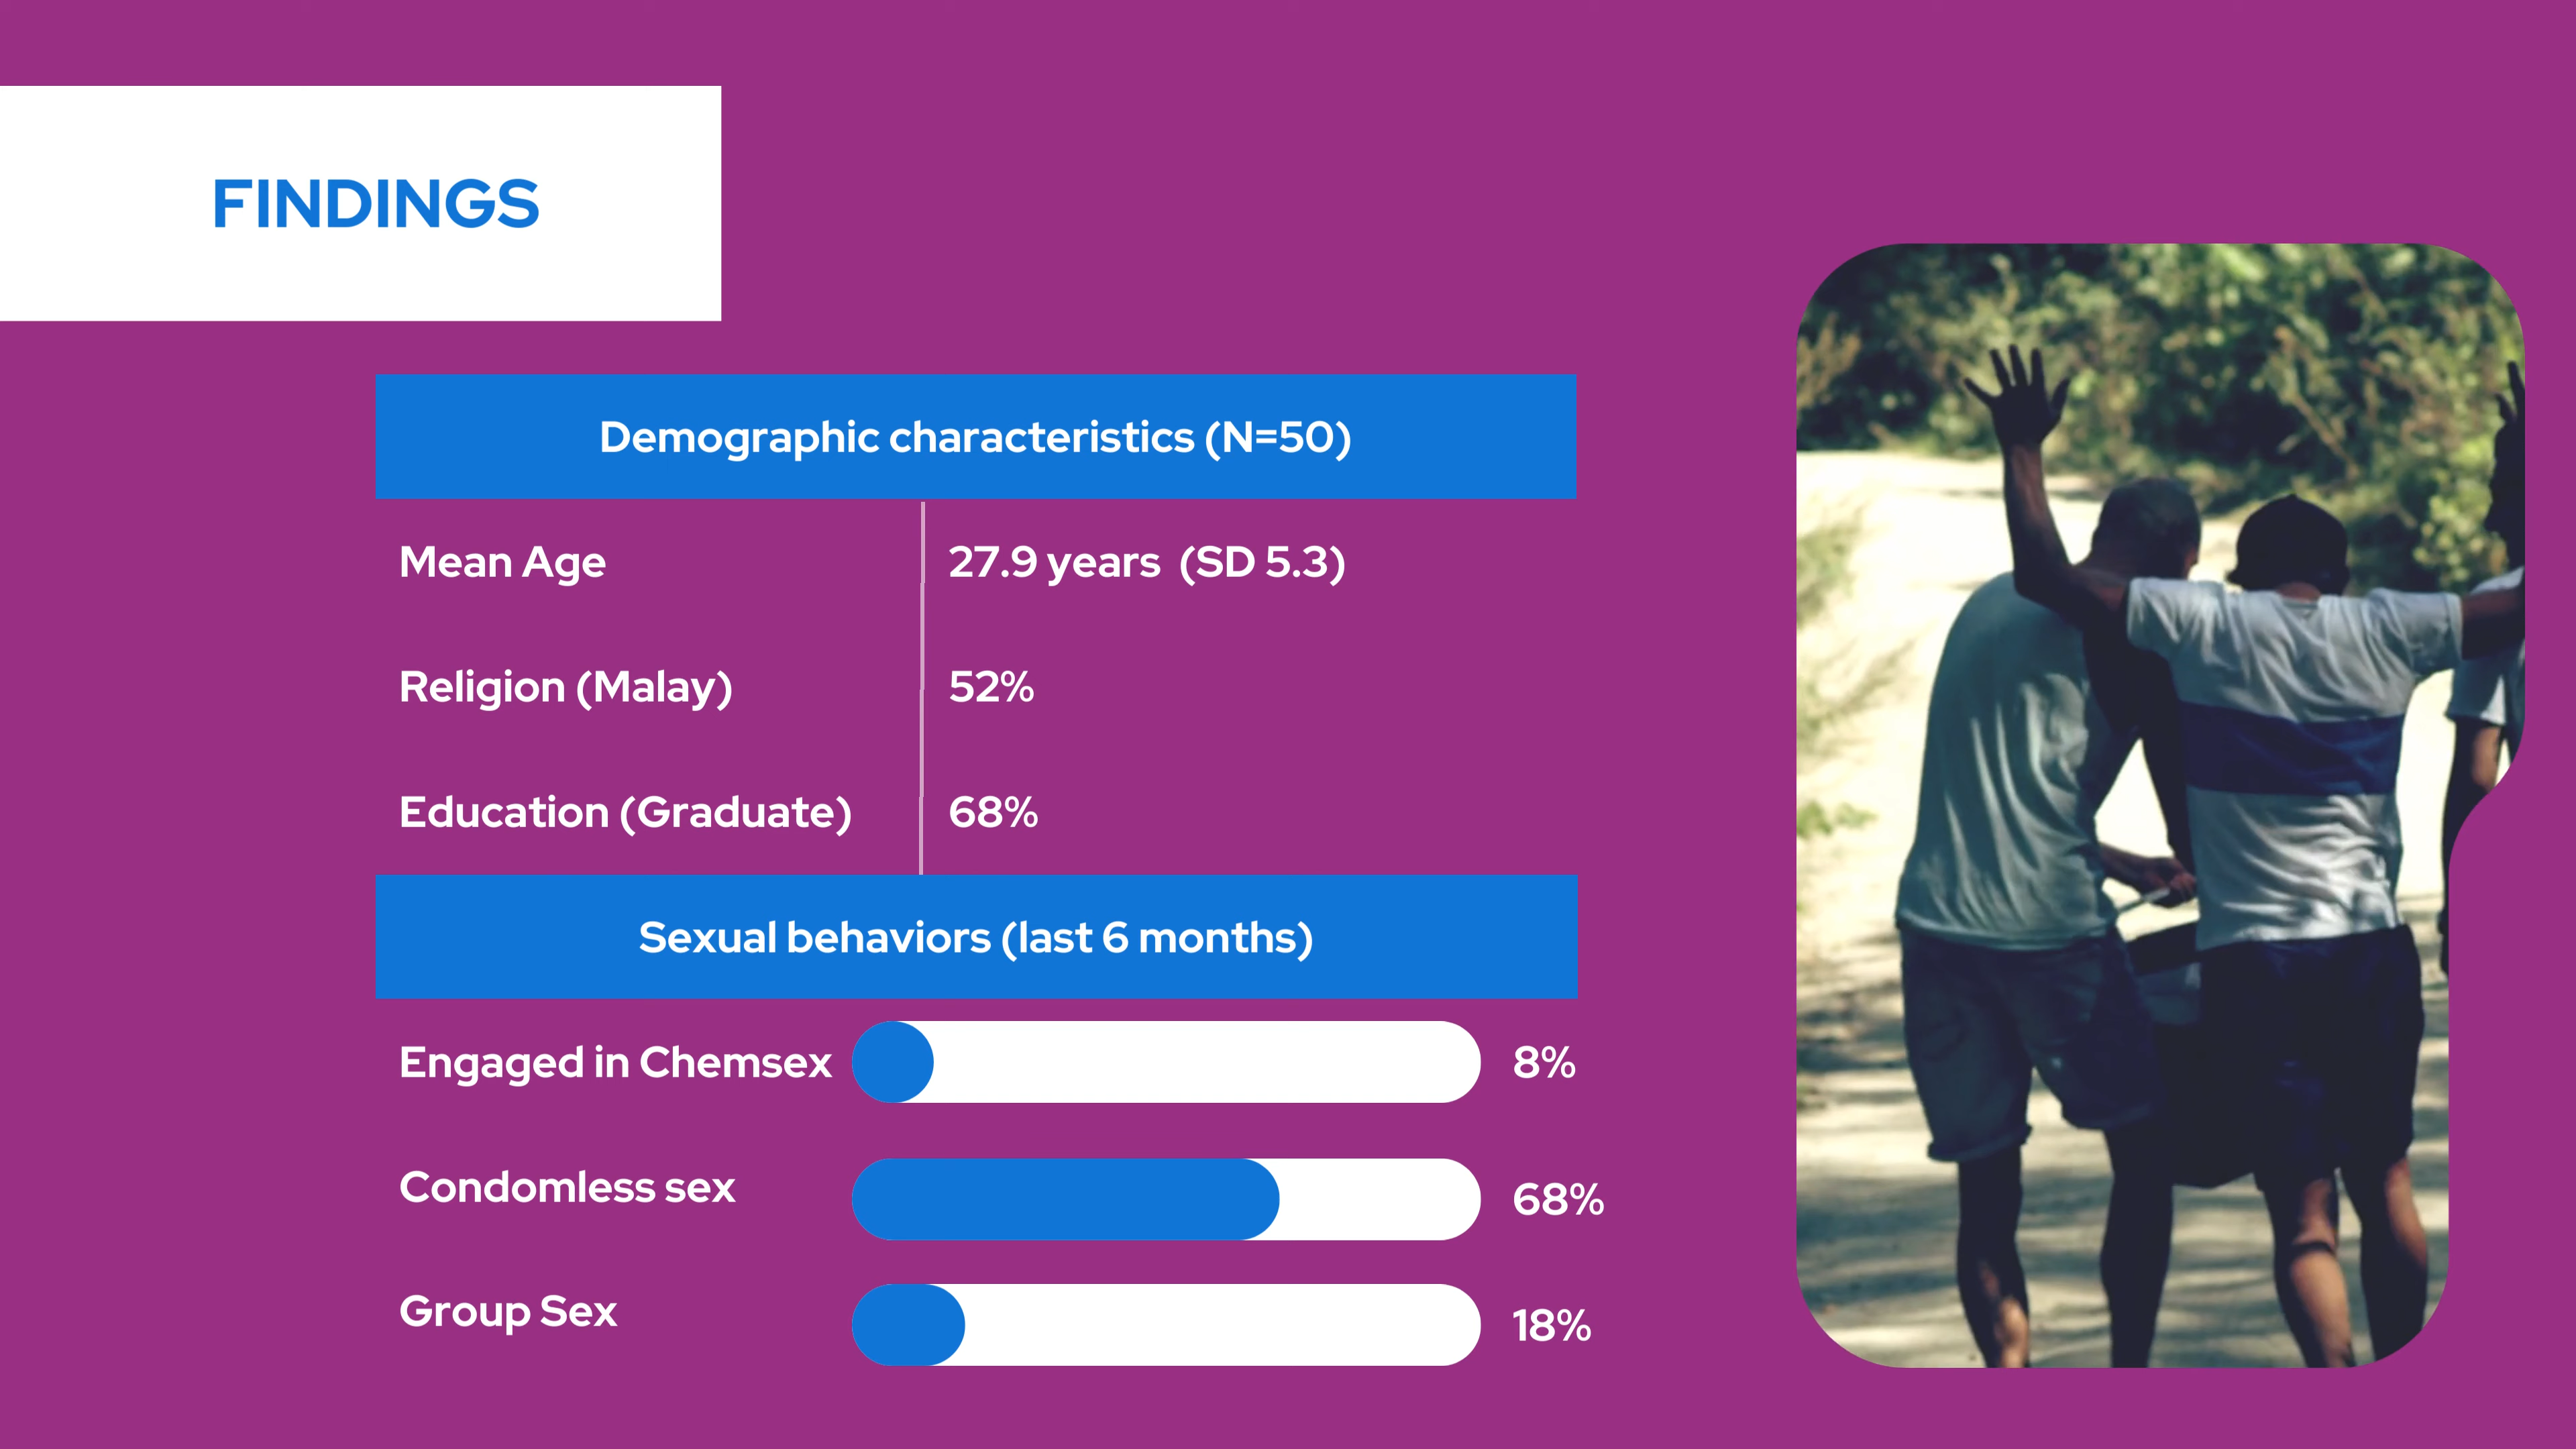 FINDINGS
Demographic characteristics (N=50)
Mean Age 27.9 years (SD 5.3)
Religion (Malay) 52%
Education (Graduate) 68%
Sexual behaviors (last 6 months)
Engaged in Chemsex 8%
Condomless sex 68%
Group Sex 18%